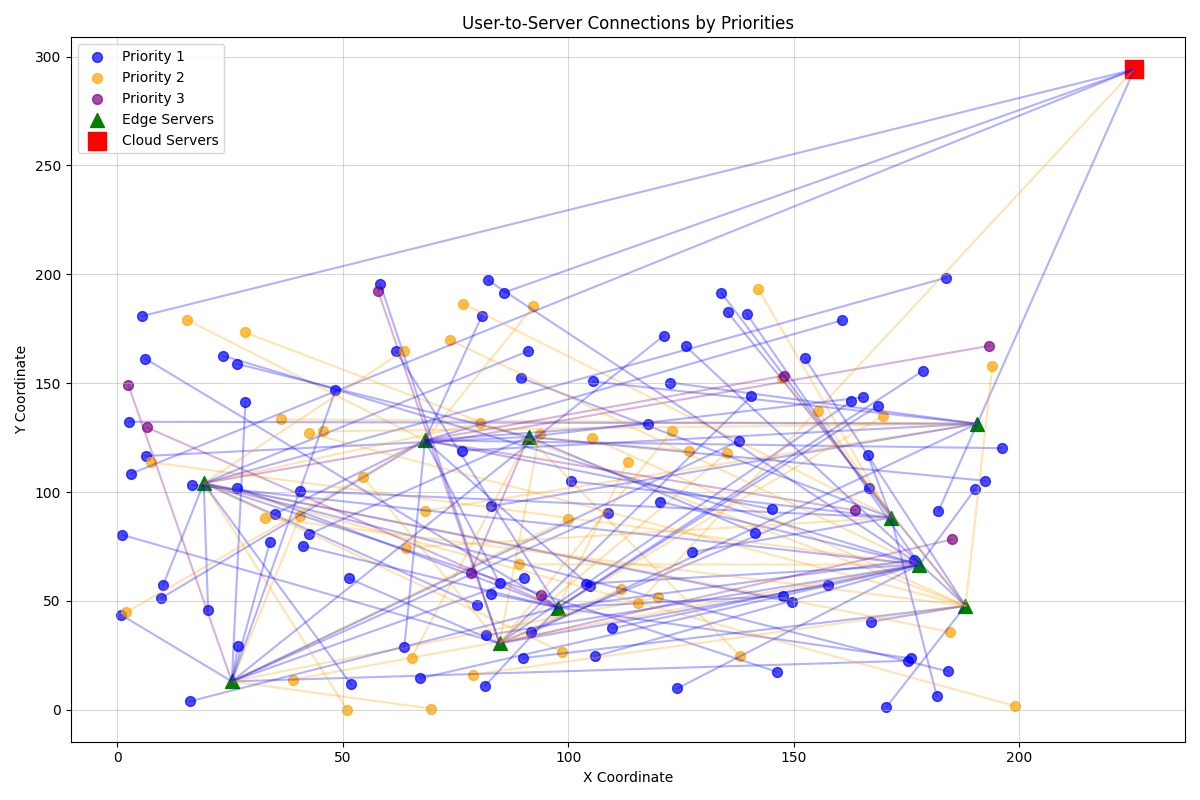 User-to-Server Connections by Priorities
Priority 1
Priority 2
Priority 3
Edge Servers
Cloud Servers
300
250
200
150
100
50
0
Y Coordinate
0 50 100 150 200
X Coordinate